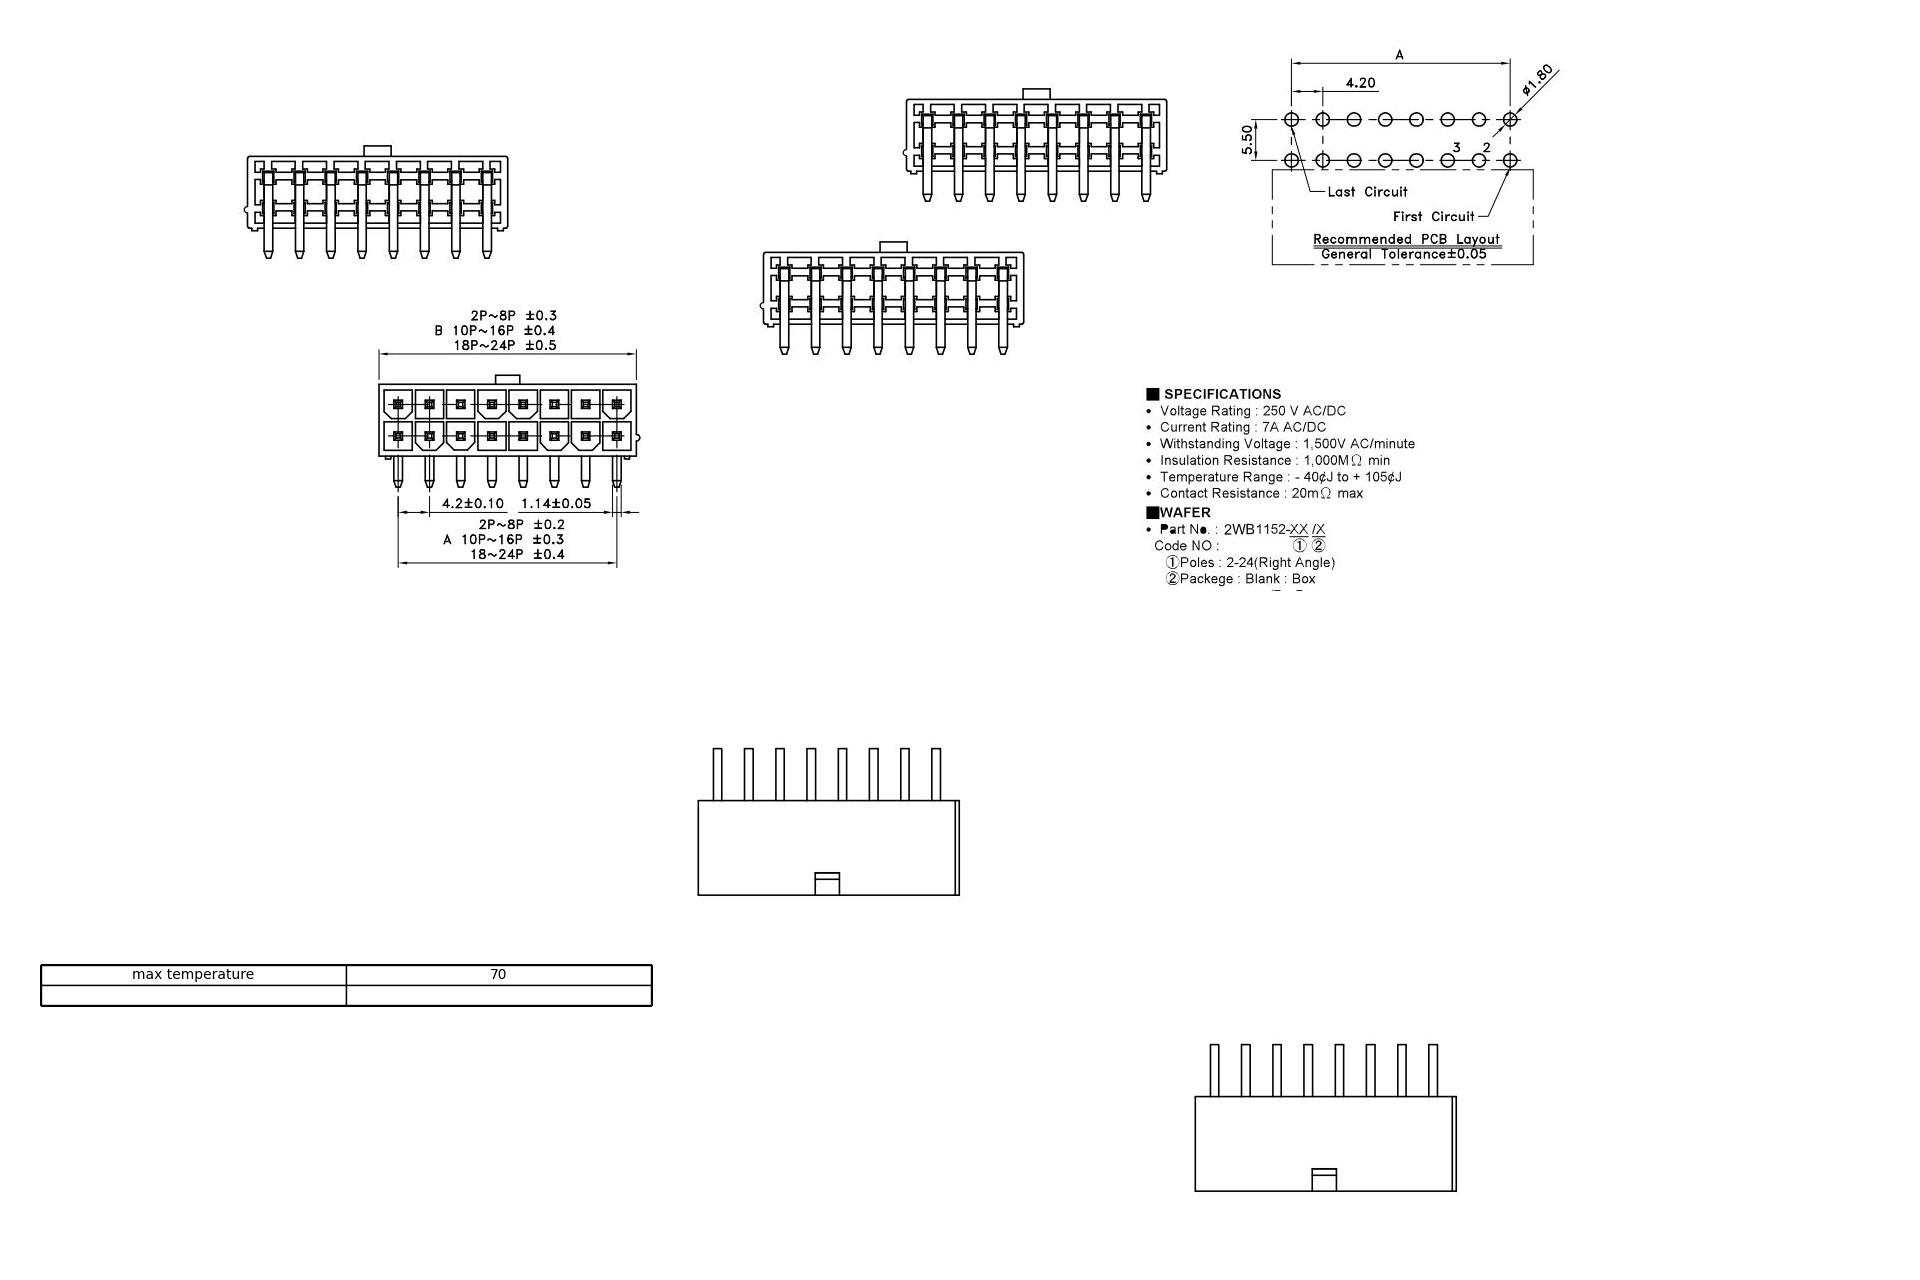 A
4.20
ø1.80
5.50
3 2
Last Circuit
First Circuit
Recommended PCB Layout
General Tolerance±0.05
2P~8P ±0.3
B 10P~16P ±0.4
18P~24P ±0.5
4.2±0.10 1.14±0.05
2P~8P ±0.2
A 10P~16P ±0.3
18~24P ±0.4
■ SPECIFICATIONS
• Voltage Rating : 250 V AC/DC
• Current Rating : 7A AC/DC
• Withstanding Voltage : 1,500V AC/minute
• Insulation Resistance : 1,000MΩ min
• Temperature Range : - 40¢J to + 105¢J
• Contact Resistance : 20mΩ max
■WAFER
• Part No. : 2WB1152-XX /X
Code NO : ① ②
①Poles : 2-24(Right Angle)
②Packege : Blank : Box
max temperature 70